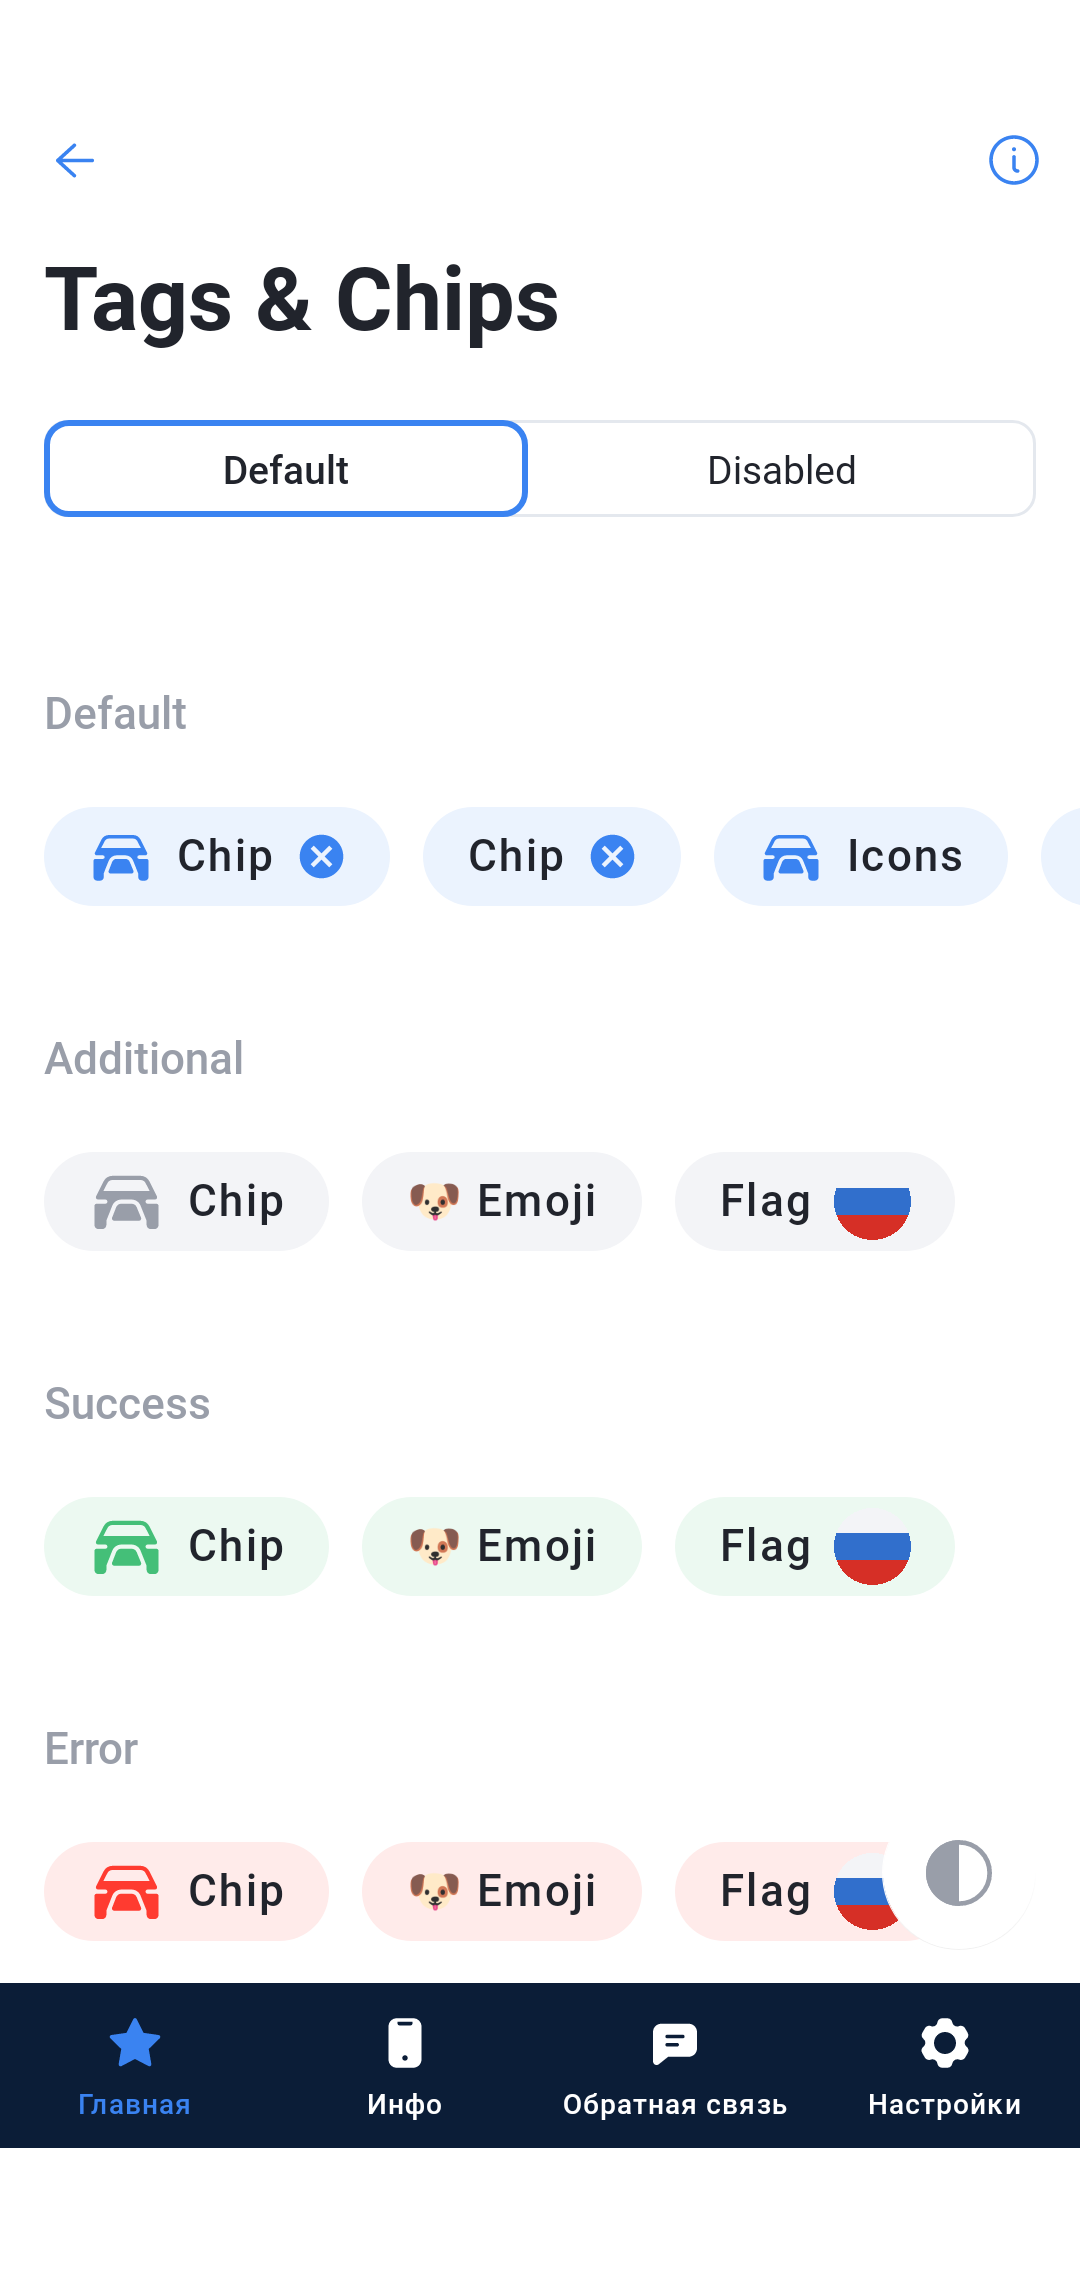 Tags & Chips
Default Disabled
Default
Chip Chip Icons
Additional
Chip Emoji Flag
Success
Chip Emoji Flag
Error
Chip Emoji Flag
Главная Инфо Обратная связь Настройки